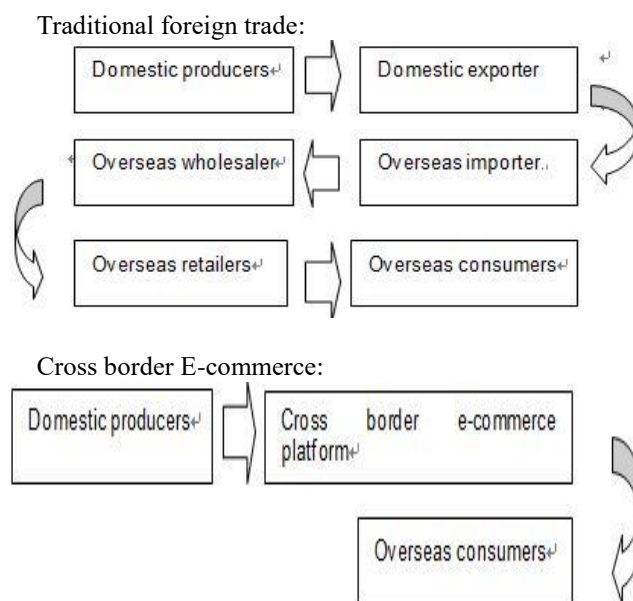 Traditional foreign trade:
Domestic producers↵ Domestic exporter ↵
Overseas wholesaler↵ Overseas importer.
Overseas retailers↵ Overseas consumers↵
Cross border E-commerce:
Domestic producers↵ Cross border e-commerce
platform↵
Overseas consumers↵